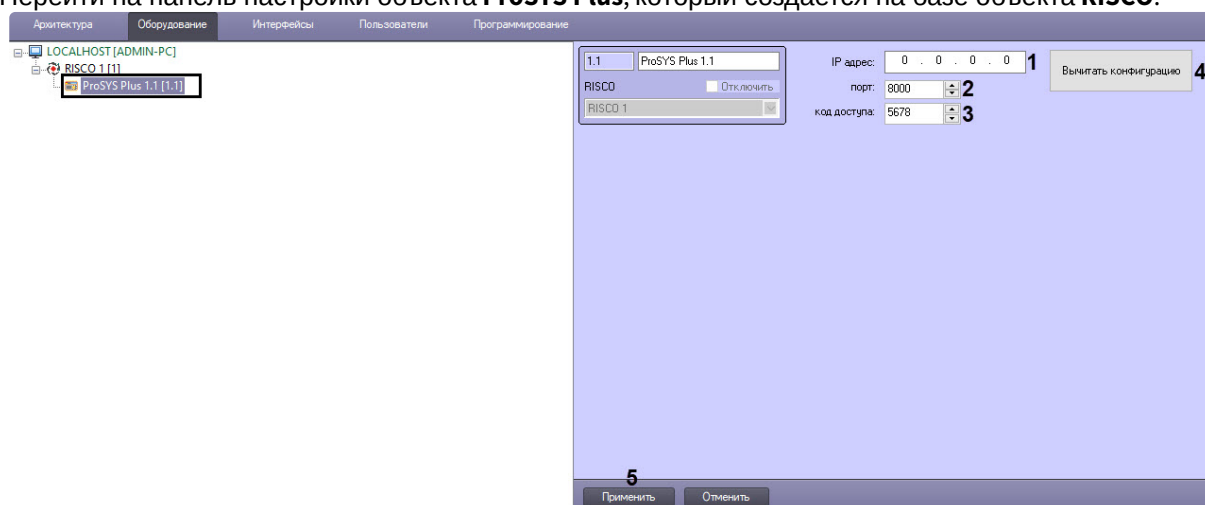 Перейти на панель настройки объекта ProSYS Plus, который создается на базе объекта RISCO.
Архитектура Оборудование Интерфейсы Пользователи Программирование
LOCALHOST [ADMIN-PC]
RISCO 1 [1]
ProSYS Plus 1.1 [1.1]
1.1 ProSYS Plus 1.1
RISCO Отключить
RISCO 1
IP адрес: 0 . 0 . 0 . 0 1
порт: 8000 2
код доступа: 5678 3
Вычитать конфигурацию 4
5
Применить Отменить